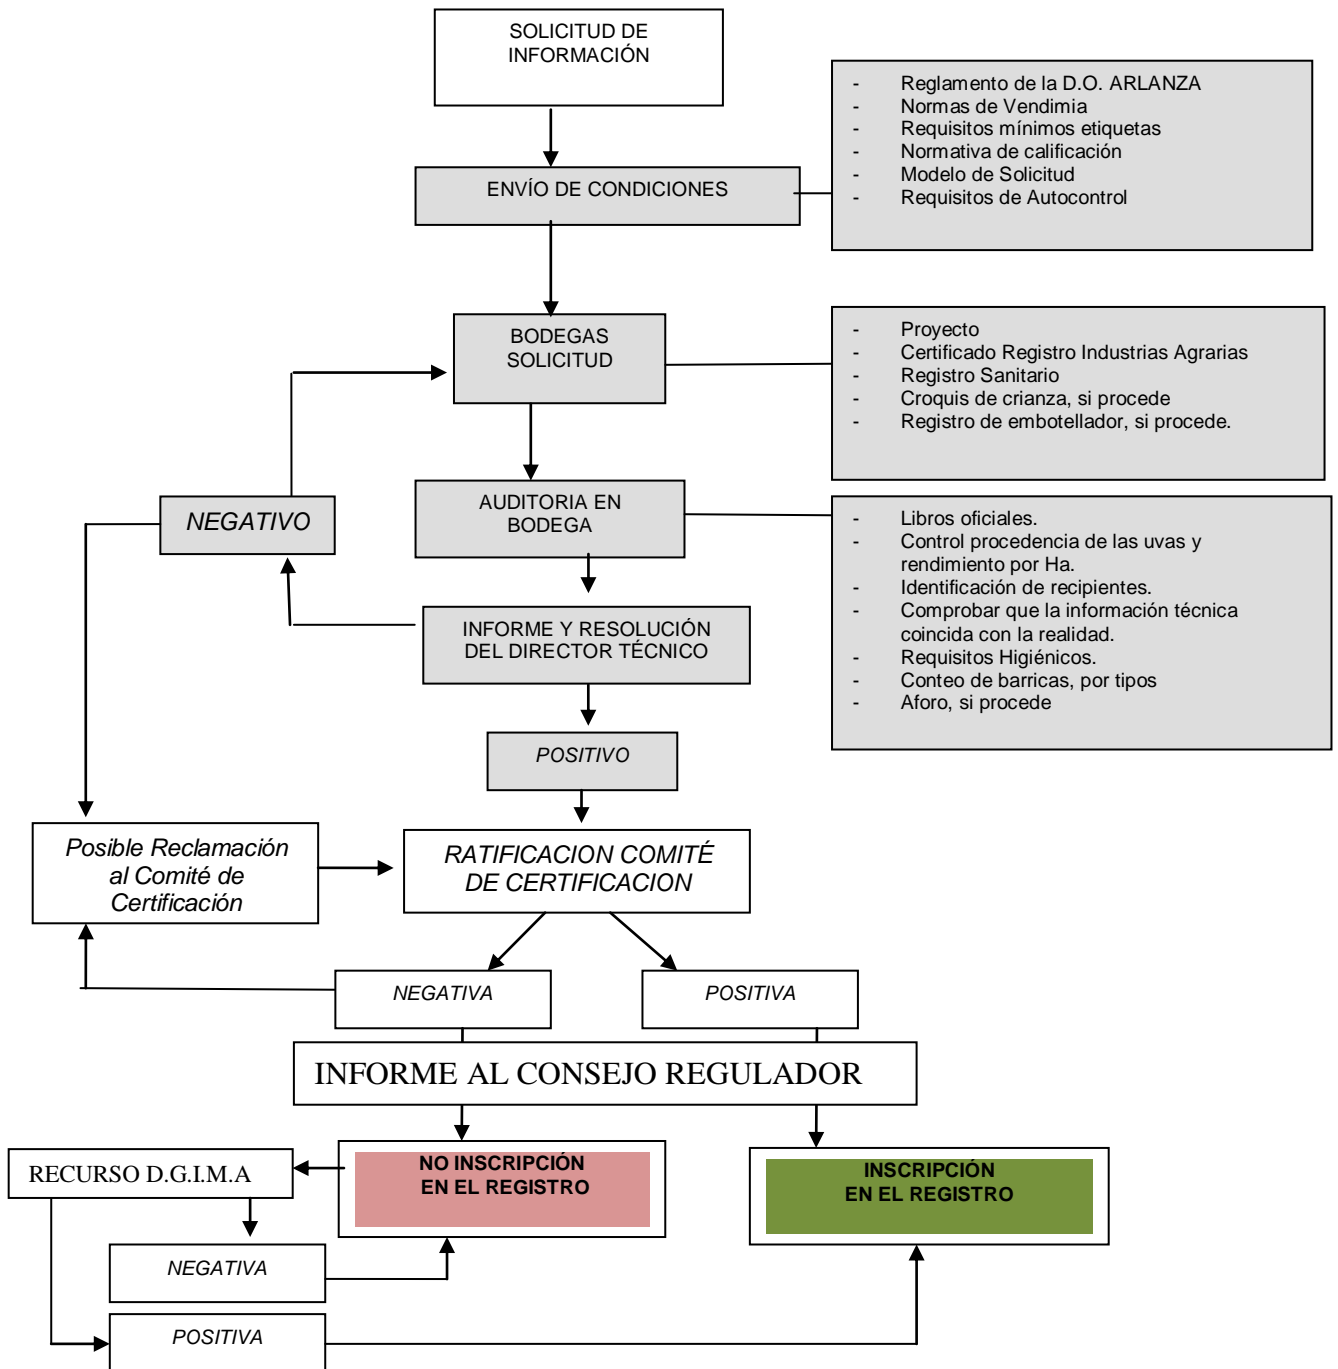 SOLICITUD DE
INFORMACIÓN
- Reglamento de la D.O. ARLANZA
- Normas de Vendimia
- Requisitos mínimos etiquetas
- Normativa de calificación
- Modelo de Solicitud
- Requisitos de Autocontrol
ENVÍO DE CONDICIONES
BODEGAS
SOLICITUD
- Proyecto
- Certificado Registro Industrias Agrarias
- Registro Sanitario
- Croquis de crianza, si procede
- Registro de embotellador, si procede.
NEGATIVO
AUDITORIA EN
BODEGA
- Libros oficiales.
- Control procedencia de las uvas y
rendimiento por Ha.
- Identificación de recipientes.
- Comprobar que la información técnica
coincida con la realidad.
- Requisitos Higiénicos.
- Conteo de barricas, por tipos
- Aforo, si procede
INFORME Y RESOLUCIÓN
DEL DIRECTOR TÉCNICO
POSITIVO
Posible Reclamación
al Comité de
Certificación
RATIFICACION COMITÉ
DE CERTIFICACION
NEGATIVA
POSITIVA
INFORME AL CONSEJO REGULADOR
RECURSO D.G.I.M.A
NO INSCRIPCIÓN
EN EL REGISTRO
INSCRIPCIÓN
EN EL REGISTRO
NEGATIVA
POSITIVA